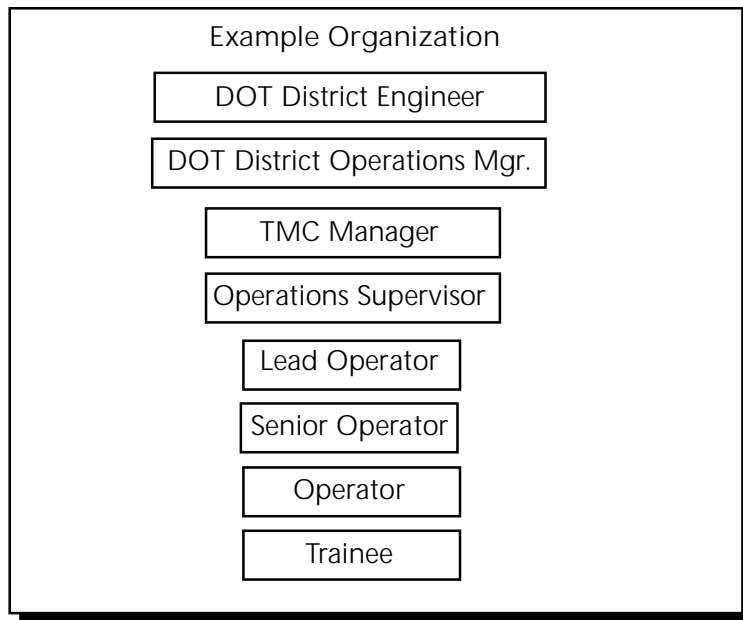 Example Organization
DOT District Engineer
DOT District Operations Mgr.
TMC Manager
Operations Supervisor
Lead Operator
Senior Operator
Operator
Trainee